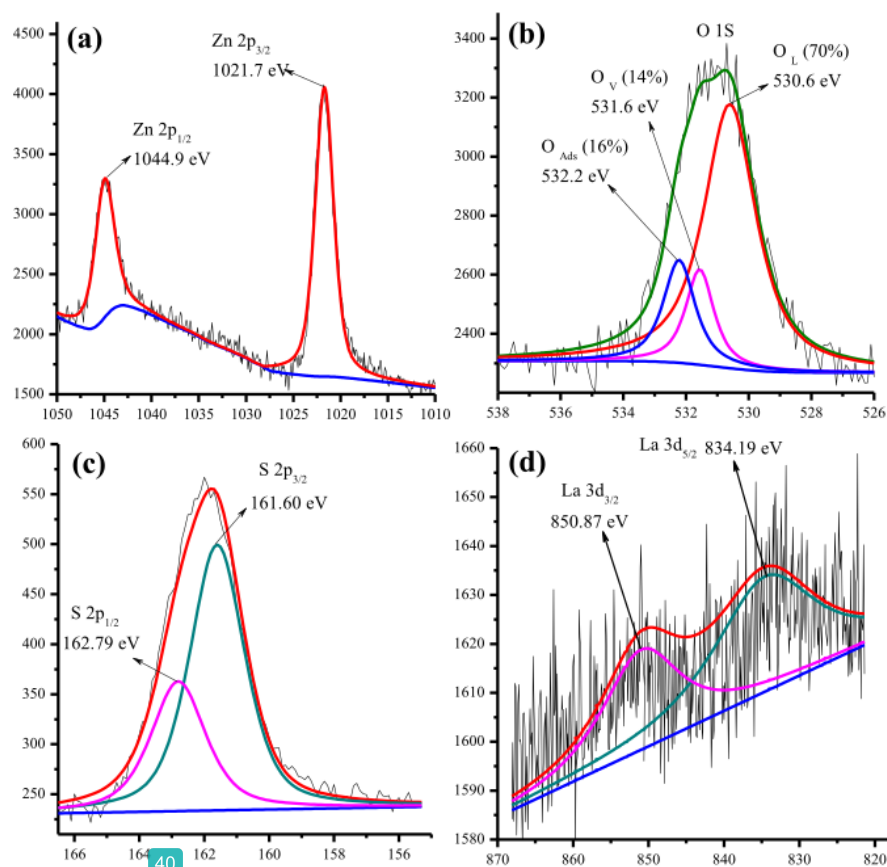 (a)
Zn 2p3/2
1021.7 eV
Zn 2p1/2
1044.9 eV
4500
4000
3500
3000
2500
2000
1500
1050 1045 1040 1035 1030 1025 1020 1015 1010
(b)
O 1S
O L (70%)
530.6 eV
O V (14%)
531.6 eV
O Ads (16%)
532.2 eV
3400
3200
3000
2800
2600
2400
538 536 534 532 530 528 526
(c)
S 2p3/2
161.60 eV
S 2p1/2
162.79 eV
600
550
500
450
400
350
300
250
166 164 162 160 158 156
40
(d)
La 3d5/2 834.19 eV
La 3d3/2
850.87 eV
1660
1650
1640
1630
1620
1610
1600
1590
1580
870 860 850 840 830 820